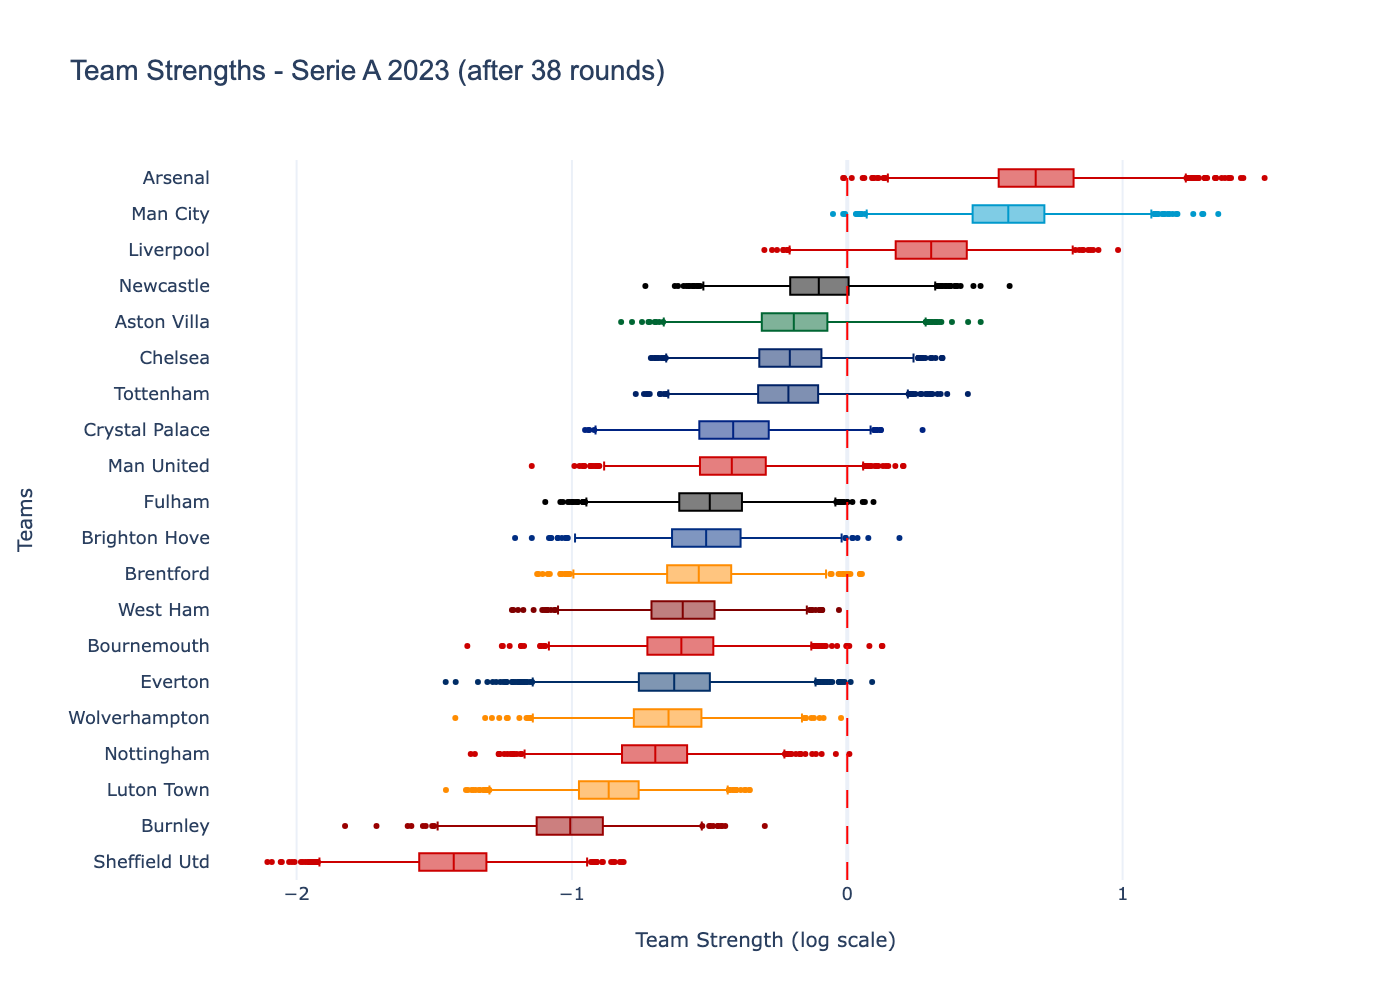 Team Strengths - Serie A 2023 (after 38 rounds)
Arsenal
Man City
Liverpool
Newcastle
Aston Villa
Chelsea
Tottenham
Crystal Palace
Man United
Fulham
Brighton Hove
Brentford
West Ham
Bournemouth
Everton
Wolverhampton
Nottingham
Luton Town
Burnley
Sheffield Utd
Teams
−2 −1 0 1
Team Strength (log scale)